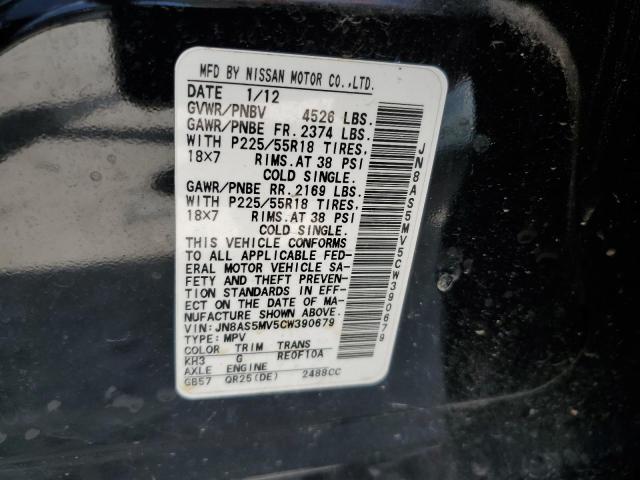 MFD BY NISSAN MOTOR CO.,LTD.
DATE 1/12
GVWR/PNBV 4526 LBS.
GAWR/PNBE FR. 2374 LBS.
WITH P225/55R18 TIRES,
18X7 RIMS.AT 38 PSI
COLD SINGLE.
GAWR/PNBE RR. 2169 LBS.
WITH P225/55R18 TIRES,
18X7 RIMS.AT 38 PSI
COLD SINGLE.
THIS VEHICLE CONFORMS
TO ALL APPLICABLE FED-
ERAL MOTOR VEHICLE SA-
FETY AND THEFT PREVEN-
TION STANDARDS IN EFF-
ECT ON THE DATE OF MA-
NUFACTURE SHOWN ABOVE.
VIN: JN8AS5MV5CW390679
TYPE: MPV
COLOR TRIM TRANS
KH3 G RE0F10A
AXLE ENGINE
GB57 QR25(DE) 2488CC
JN8AS5MV5CW390679